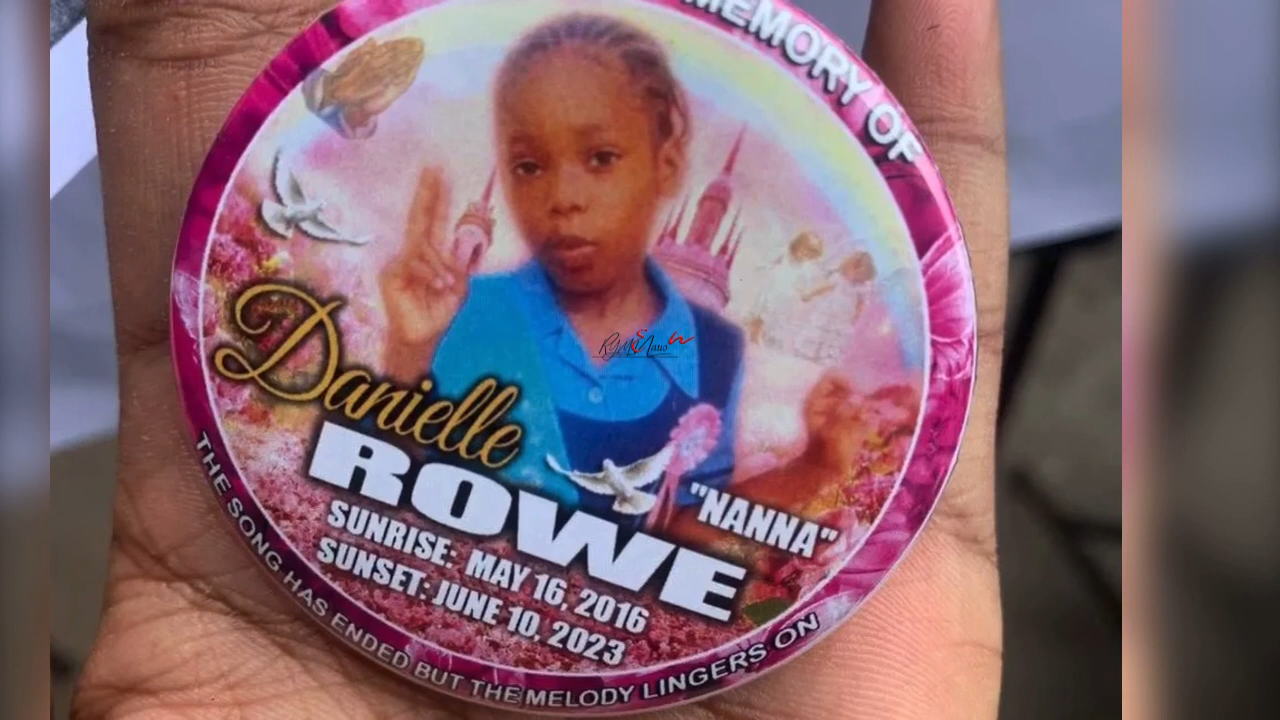 MEMORY OF
Danielle
ROWE
"NANNA"
SUNRISE: MAY 16, 2016
SUNSET: JUNE 10, 2023
THE SONG HAS ENDED BUT THE MELODY LINGERS ON